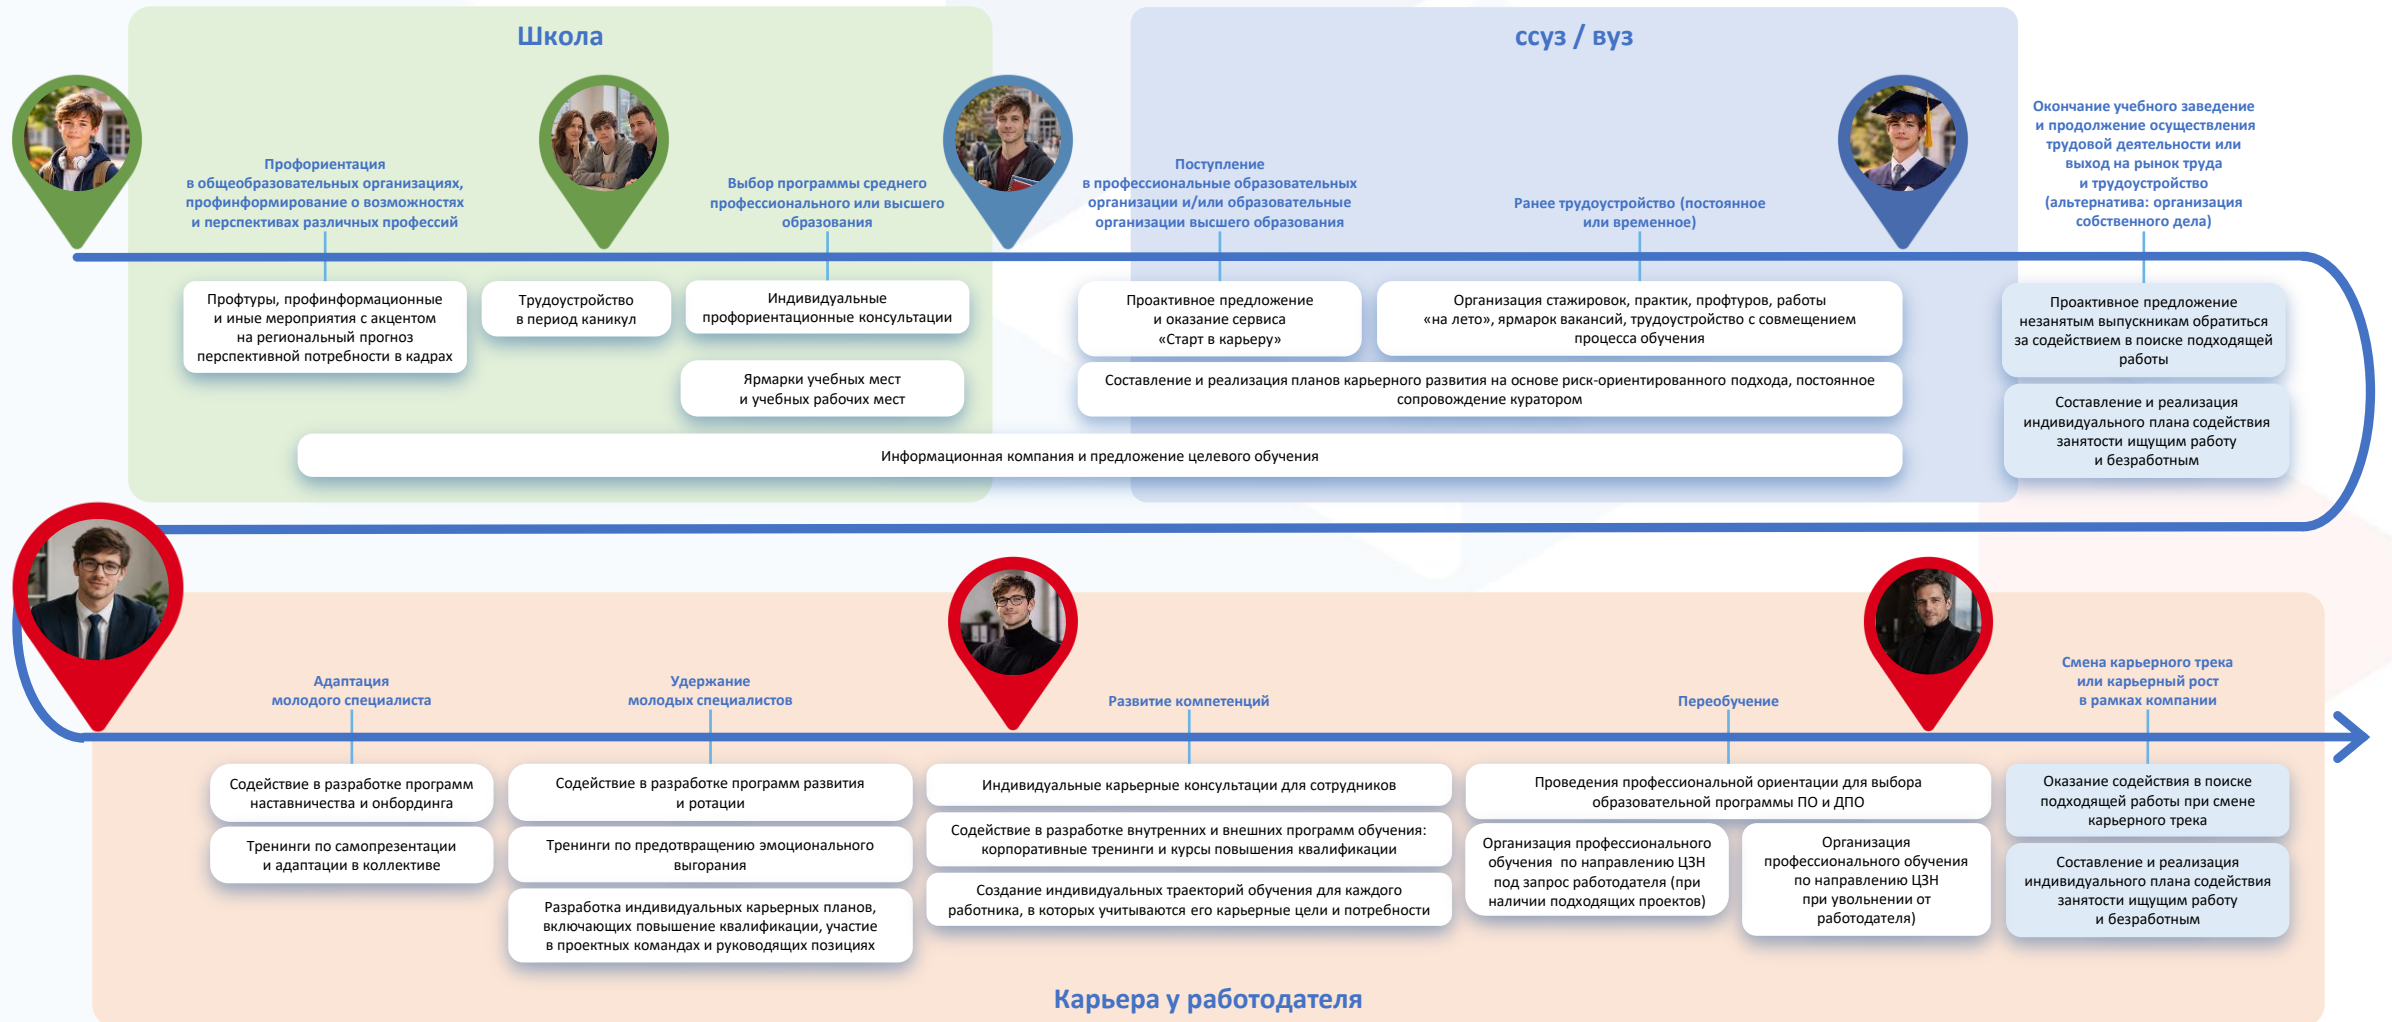 Школа
ссуз / вуз
Профориентация
в общеобразовательных организациях,
профинформирование о возможностях
и перспективах различных профессий
Выбор программы среднего
профессионального или высшего
образования
Поступление
в профессиональные образовательных
организации и/или образовательные
организации высшего образования
Ранее трудоустройство (постоянное
или временное)
Окончание учебного заведение
и продолжение осуществления
трудовой деятельности или
выход на рынок труда
и трудоустройство
(альтернатива: организация
собственного дела)
Профтуры, профинформационные
и иные мероприятия с акцентом
на региональный прогноз
перспективной потребности в кадрах
Трудоустройство
в период каникул
Индивидуальные
профориентационные консультации
Ярмарки учебных мест
и учебных рабочих мест
Проактивное предложение
и оказание сервиса
«Старт в карьеру»
Организация стажировок, практик, профтуров, работы
«на лето», ярмарок вакансий, трудоустройство с совмещением
процесса обучения
Составление и реализация планов карьерного развития на основе риск-ориентированного подхода, постоянное
сопровождение куратором
Информационная компания и предложение целевого обучения
Проактивное предложение
незанятым выпускникам обратиться
за содействием в поиске подходящей
работы
Составление и реализация
индивидуального плана содействия
занятости ищущим работу
и безработным
Адаптация
молодого специалиста
Удержание
молодых специалистов
Развитие компетенций
Переобучение
Смена карьерного трека
или карьерный рост
в рамках компании
Содействие в разработке программ
наставничества и онбординга
Тренинги по самопрезентации
и адаптации в коллективе
Содействие в разработке программ развития
и ротации
Тренинги по предотвращению эмоционального
выгорания
Разработка индивидуальных карьерных планов,
включающих повышение квалификации, участие
в проектных командах и руководящих позициях
Индивидуальные карьерные консультации для сотрудников
Содействие в разработке внутренних и внешних программ обучения:
корпоративные тренинги и курсы повышения квалификации
Создание индивидуальных траекторий обучения для каждого
работника, в которых учитываются его карьерные цели и потребности
Проведения профессиональной ориентации для выбора
образовательной программы ПО и ДПО
Организация профессионального
обучения по направлению ЦЗН
под запрос работодателя (при
наличии подходящих проектов)
Организация
профессионального обучения
по направлению ЦЗН
при увольнении от
работодателя)
Оказание содействия в поиске
подходящей работы при смене
карьерного трека
Составление и реализация
индивидуального плана содействия
занятости ищущим работу
и безработным
Карьера у работодателя